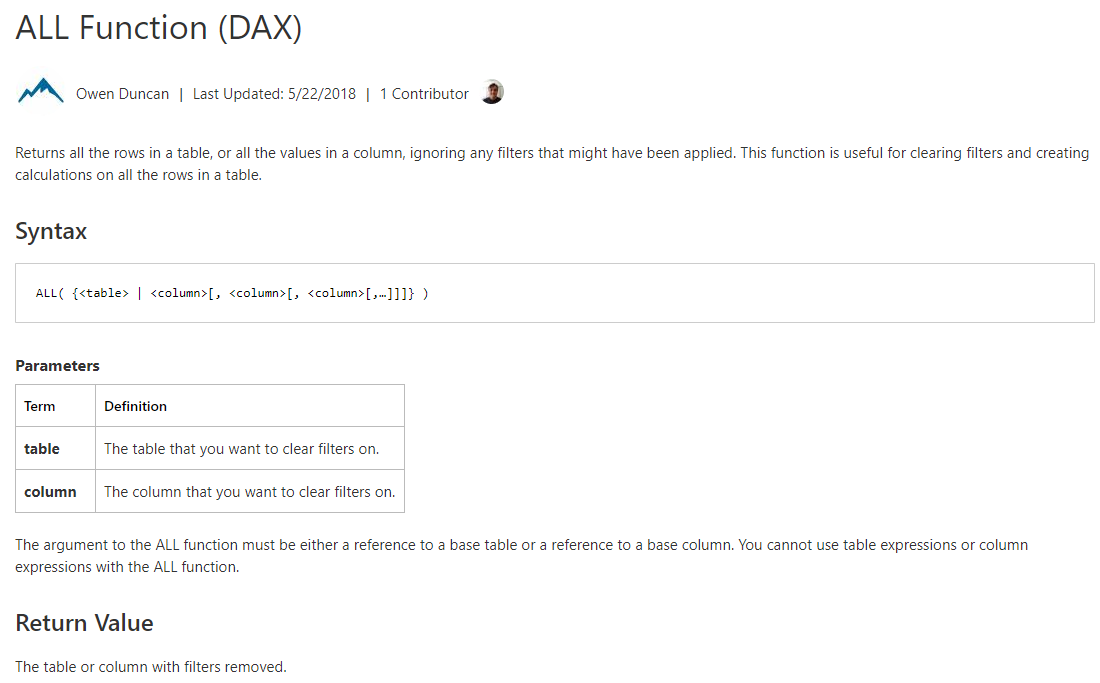 ALL Function (DAX)
Owen Duncan | Last Updated: 5/22/2018 | 1 Contributor
Returns all the rows in a table, or all the values in a column, ignoring any filters that might have been applied. This function is useful for clearing filters and creating
calculations on all the rows in a table.
Syntax
ALL( {<table> | <column>[, <column>[, <column>[,…]]]} )
Parameters
Term Definition
table The table that you want to clear filters on.
column The column that you want to clear filters on.
The argument to the ALL function must be either a reference to a base table or a reference to a base column. You cannot use table expressions or column
expressions with the ALL function.
Return Value
The table or column with filters removed.